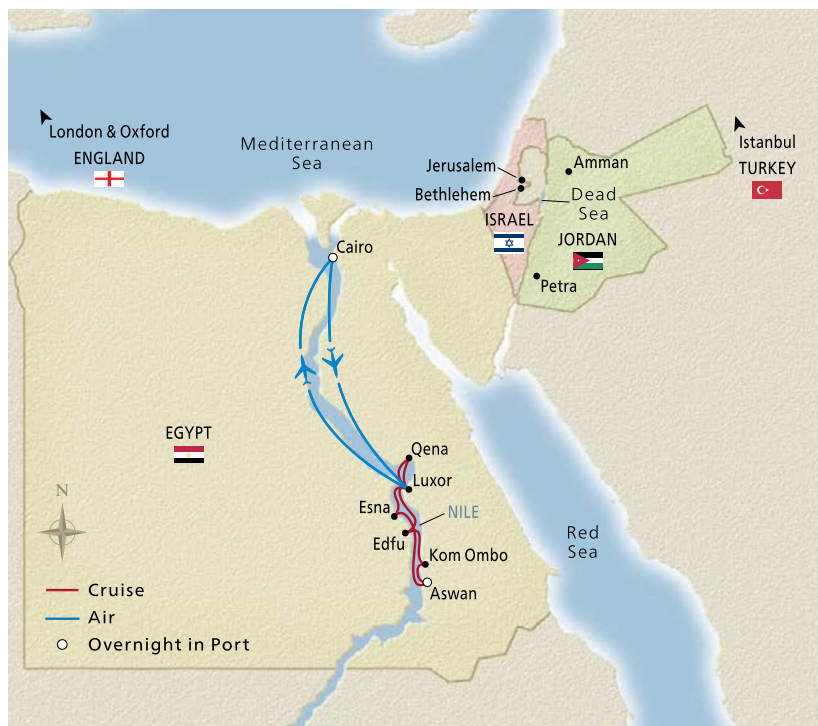 London & Oxford
ENGLAND
Mediterranean
Sea
Istanbul
TURKEY
Jerusalem
Bethlehem
Amman
Dead
Sea
ISRAEL
JORDAN
Petra
Cairo
EGYPT
Qena
Luxor
Esna
NILE
Edfu
Kom Ombo
Aswan
Red
Sea
N
Cruise
Air
Overnight in Port